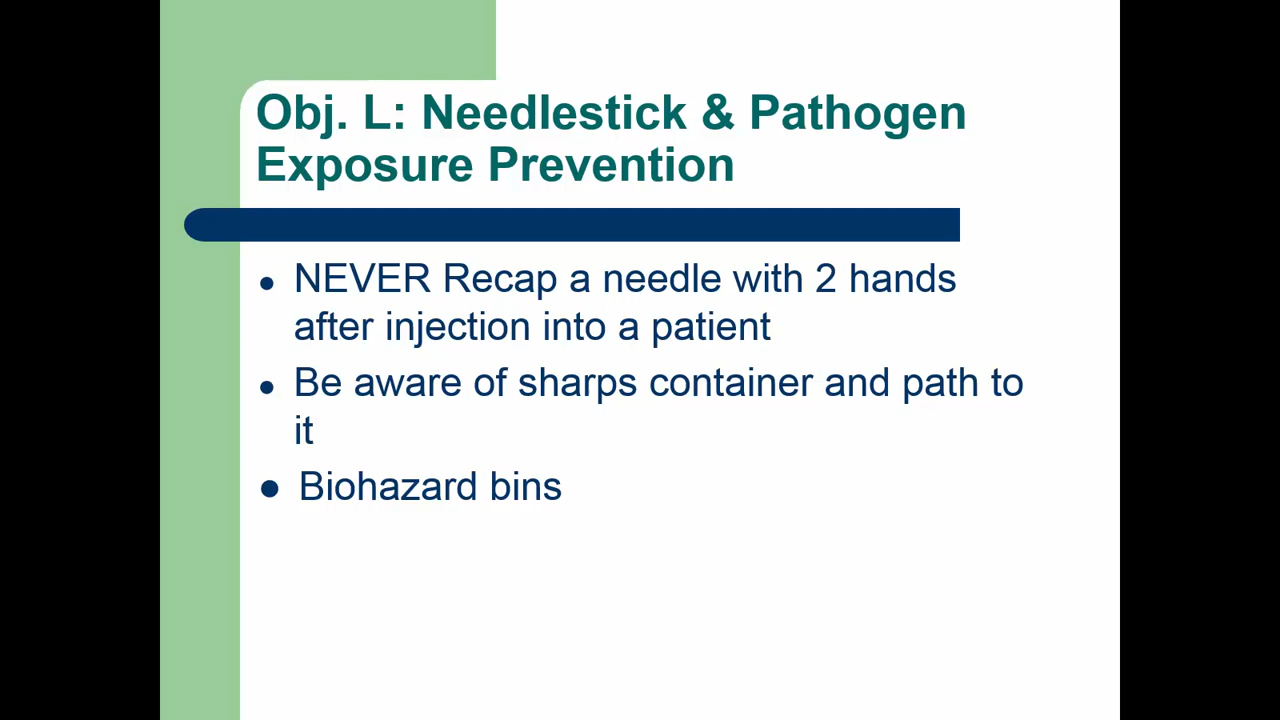 Obj. L: Needlestick & Pathogen
Exposure Prevention
• NEVER Recap a needle with 2 hands
after injection into a patient
• Be aware of sharps container and path to
it
• Biohazard bins